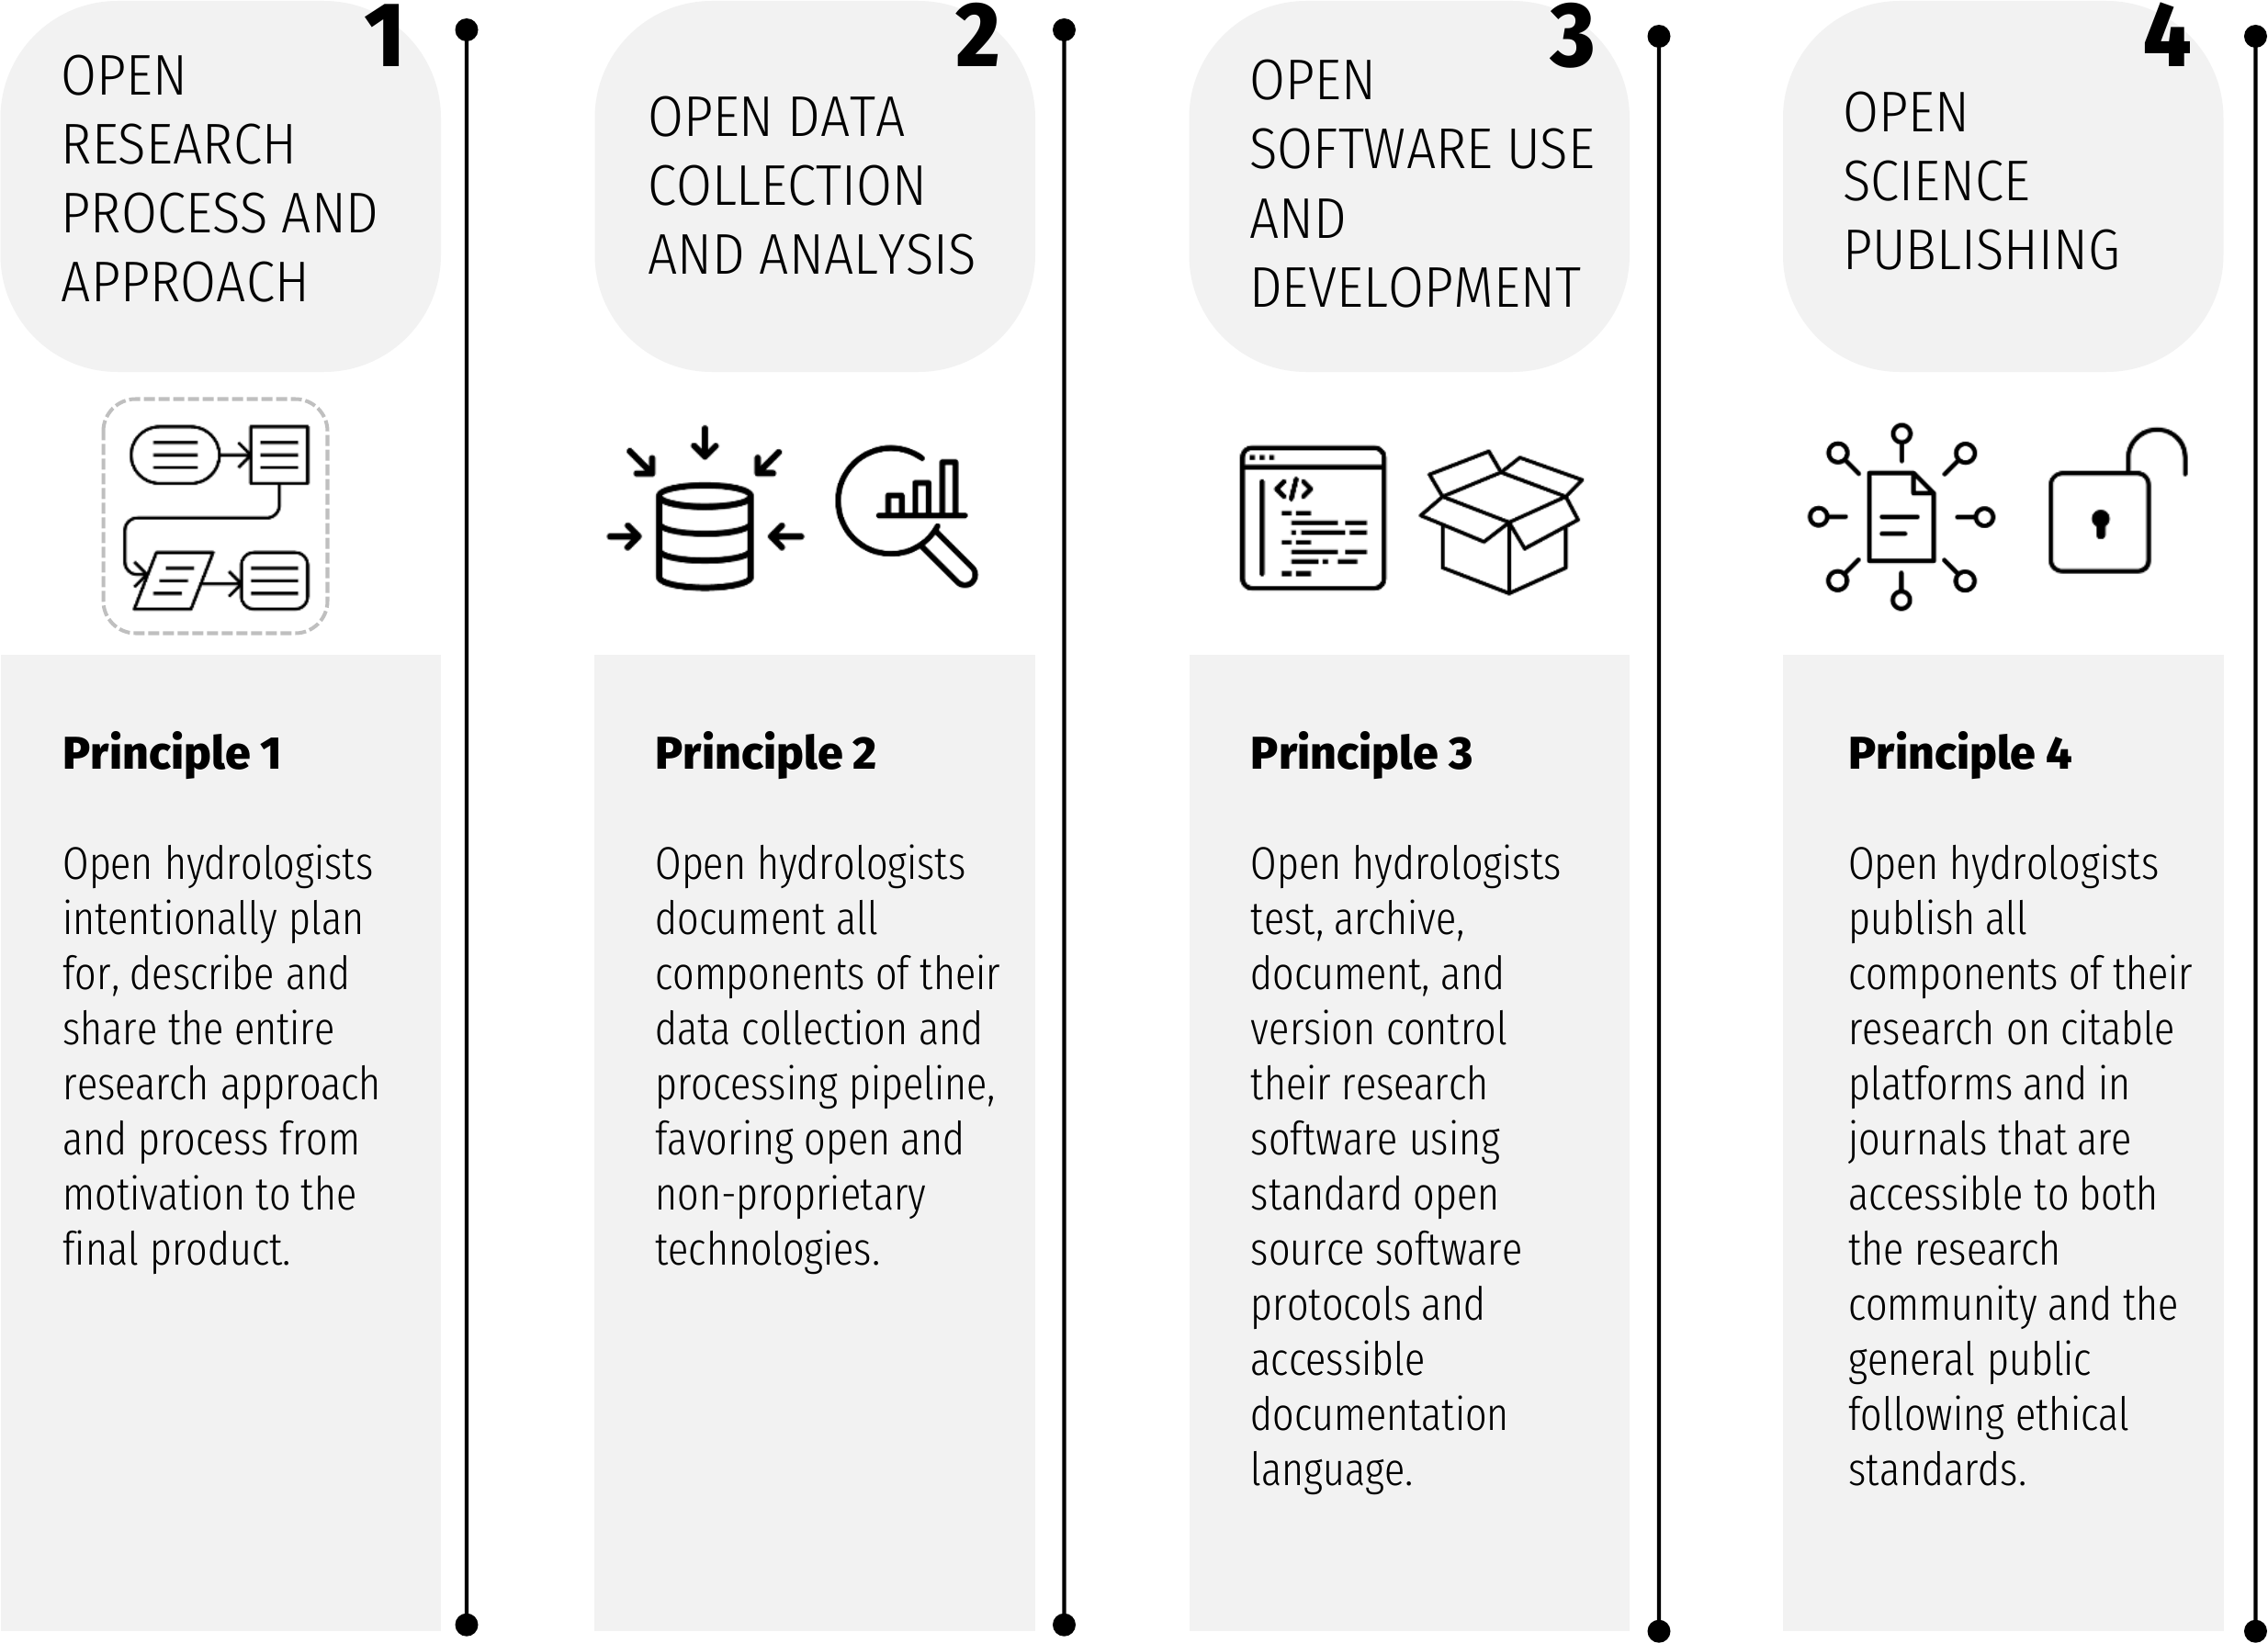 1
OPEN
RESEARCH
PROCESS AND
APPROACH
Principle 1
Open hydrologists
intentionally plan
for, describe and
share the entire
research approach
and process from
motivation to the
final product.
2
OPEN DATA
COLLECTION
AND ANALYSIS
Principle 2
Open hydrologists
document all
components of their
data collection and
processing pipeline,
favoring open and
non-proprietary
technologies.
3
OPEN
SOFTWARE USE
AND
DEVELOPMENT
</>
Principle 3
Open hydrologists
test, archive,
document, and
version control
their research
software using
standard open
source software
protocols and
accessible
documentation
language.
4
OPEN
SCIENCE
PUBLISHING
Principle 4
Open hydrologists
publish all
components of their
research on citable
platforms and in
journals that are
accessible to both
the research
community and the
general public
following ethical
standards.